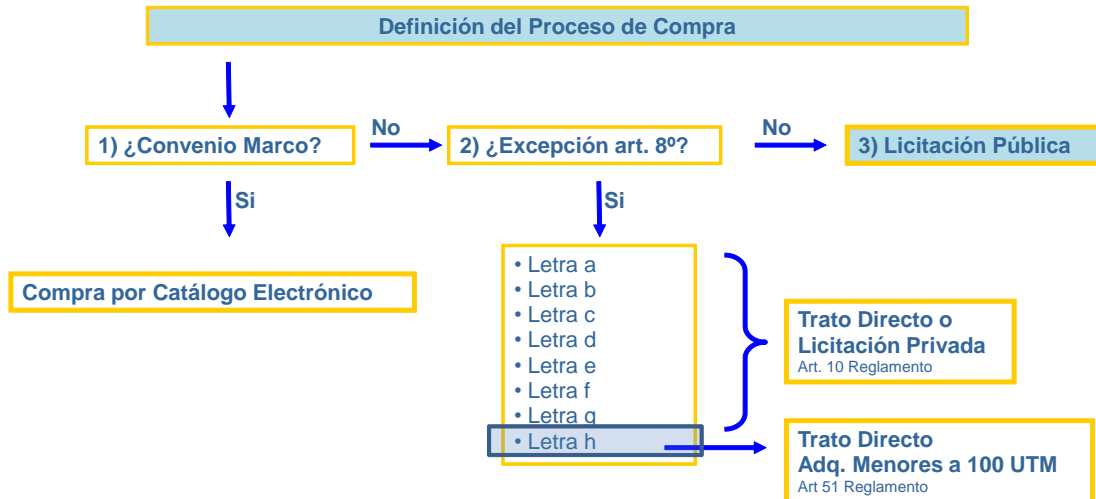 Definición del Proceso de Compra
1) ¿Convenio Marco?
No
2) ¿Excepción art. 8º?
No
3) Licitación Pública
Si
Si
Compra por Catálogo Electrónico
• Letra a
• Letra b
• Letra c
• Letra d
• Letra e
• Letra f
• Letra g
• Letra h
Trato Directo o
Licitación Privada
Art. 10 Reglamento
Trato Directo
Adq. Menores a 100 UTM
Art 51 Reglamento